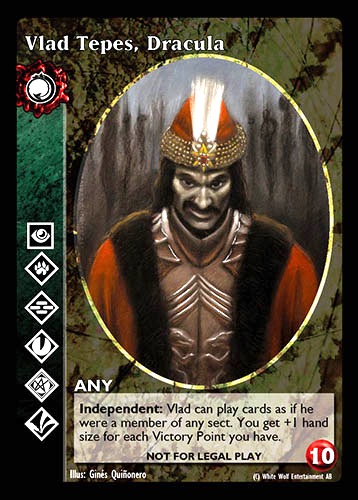 Vlad Tepes, Dracula
ANY
Independent: Vlad can play cards as if he
were a member of any sect. You get +1 hand
size for each Victory Point you have.
NOT FOR LEGAL PLAY
10
Illus: Ginés Quiñonero
(C) White Wolf Entertainment AB